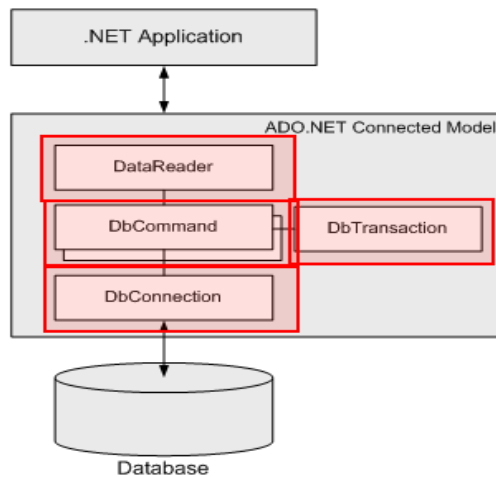 .NET Application
ADO.NET Connected Model
DataReader
DbCommand
DbTransaction
DbConnection
Database